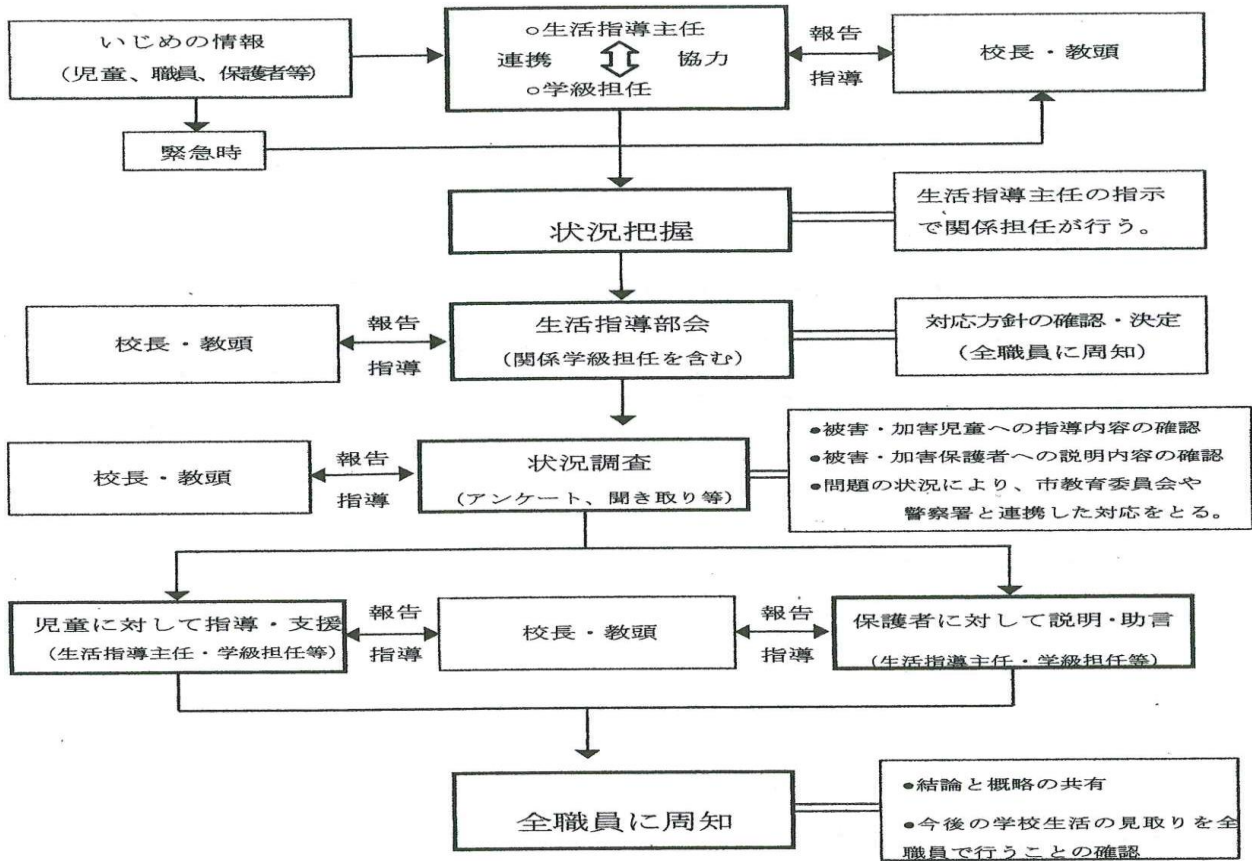 いじめの情報
(児童、職員、保護者等)
○生活指導主任
連携 協力
○学級担任
報告
指導
校長・教頭
緊急時
状況把握
生活指導主任の指示
で関係担任が行う。
校長・教頭
報告
指導
生活指導部会
(関係学級担任を含む)
対応方針の確認・決定
(全職員に周知)
校長・教頭
報告
指導
状況調査
(アンケート、聞き取り等)
●被害・加害児童への指導内容の確認
●被害・加害保護者への説明内容の確認
●問題の状況により、市教育委員会や
警察署と連携した対応をとる。
児童に対して指導・支援
(生活指導主任・学級担任等)
報告
指導
校長・教頭
報告
指導
保護者に対して説明・助言
(生活指導主任・学級担任等)
全職員に周知
●結論と概略の共有
●今後の学校生活の見取りを全
職員で行うことの確認